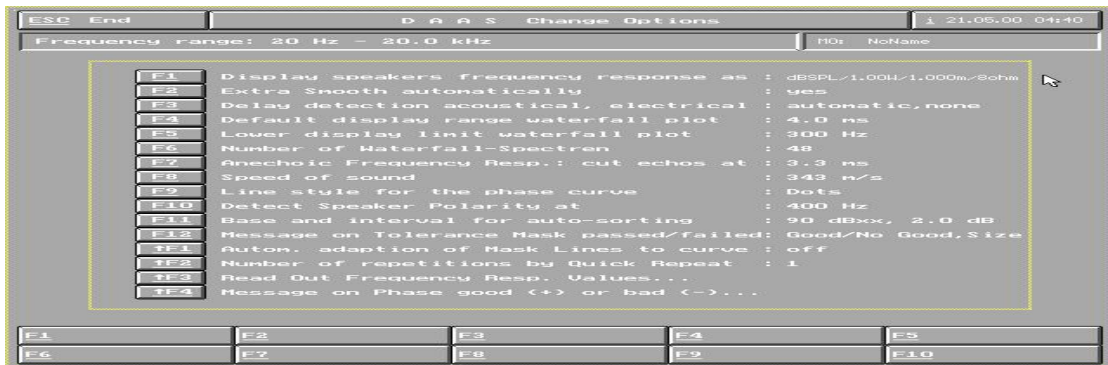 ESC End D A A S Change Options i 21.05.00 04:40
Frequency range: 20 Hz - 20.0 kHz MO: NoName
F1 Display speakers frequency response as : dBSPL/1.00W/1.000m/8ohm
F2 Extra Smooth automatically : yes
F3 Delay detection acoustical, electrical : automatic,none
F4 Default display range waterfall plot : 4.0 ms
F5 Lower display limit waterfall plot : 300 Hz
F6 Number of Waterfall-Spectren : 48
F7 Anechoic Frequency Resp.: cut echos at : 3.3 ms
F8 Speed of sound : 343 m/s
F9 Line style for the phase curve : Dots
F10 Detect Speaker Polarity at : 400 Hz
F11 Base and interval for auto-sorting : 90 dBxx, 2.0 dB
F12 Message on Tolerance Mask passed/failed: Good/No Good,Size
↑F1 Autom. adaption of Mask Lines to curve : off
↑F2 Number of repetitions by Quick Repeat : 1
↑F3 Read Out Frequency Resp. Values...
↑F4 Message on Phase good (+) or bad (-)...
F1 F2 F3 F4 F5
F6 F7 F8 F9 F10